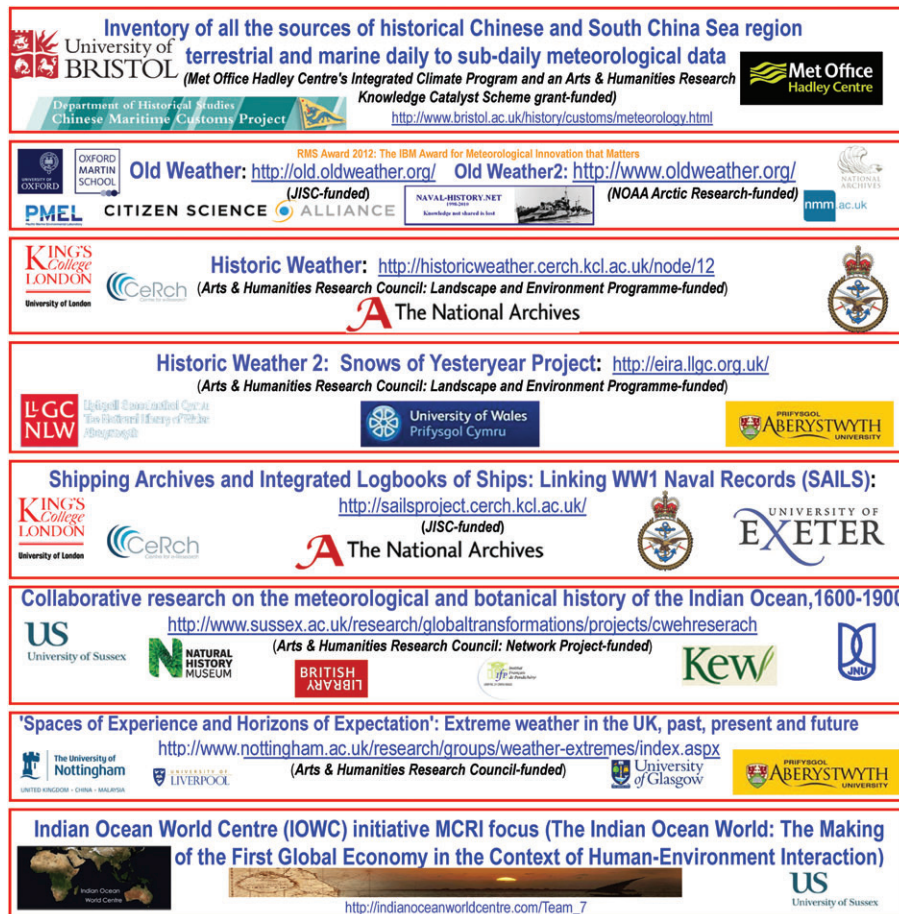 Inventory of all the sources of historical Chinese and South China Sea region
University of
BRISTOL
terrestrial and marine daily to sub-daily meteorological data
(Met Office Hadley Centre's Integrated Climate Program and an Arts & Humanities Research
Knowledge Catalyst Scheme grant-funded)
Met Office
Hadley Centre
Department of Historical Studies
Chinese Maritime Customs Project
http://www.bristol.ac.uk/history/customs/meteorology.html
RMS Award 2012: The IBM Award for Meteorological Innovation that Matters
UNIVERSITY OF
OXFORD
OXFORD
MARTIN
SCHOOL
Old Weather: http://old.oldweather.org/ Old Weather2: http://www.oldweather.org/
(JISC-funded)
(NOAA Arctic Research-funded)
NATIONAL
ARCHIVES
PMEL
CITIZEN SCIENCE ALLIANCE
NAVAL-HISTORY.NET
Knowledge not shared is lost
nmm ac.uk
KING'S
College
LONDON
University of London
CeRch
Historic Weather: http://historicweather.cerch.kcl.ac.uk/node/12
(Arts & Humanities Research Council: Landscape and Environment Programme-funded)
The National Archives
Historic Weather 2: Snows of Yesteryear Project: http://eira.llgc.org.uk/
(Arts & Humanities Research Council: Landscape and Environment Programme-funded)
LLGC
NLW
University of Wales
Prifysgol Cymru
PRIFYSGOL
ABERYSTWYTH
UNIVERSITY
Shipping Archives and Integrated Logbooks of Ships: Linking WW1 Naval Records (SAILS):
KING'S
College
LONDON
University of London
CeRch
http://sailsproject.cerch.kcl.ac.uk/
(JISC-funded)
The National Archives
UNIVERSITY OF
EXETER
Collaborative research on the meteorological and botanical history of the Indian Ocean,1600-1900
http://www.sussex.ac.uk/research/globaltransformations/projects/cwehreserach
(Arts & Humanities Research Council: Network Project-funded)
US
University of Sussex
NATURAL
HISTORY
MUSEUM
BRITISH
LIBRARY
ifr
Kew
JNU
'Spaces of Experience and Horizons of Expectation': Extreme weather in the UK, past, present and future
http://www.nottingham.ac.uk/research/groups/weather-extremes/index.aspx
(Arts & Humanities Research Council-funded)
The University of
Nottingham
UNITED KINGDOM · CHINA · MALAYSIA
UNIVERSITY OF
LIVERPOOL
University
of Glasgow
PRIFYSGOL
ABERYSTWYTH
UNIVERSITY
Indian Ocean World Centre (IOWC) initiative MCRI focus (The Indian Ocean World: The Making
of the First Global Economy in the Context of Human-Environment Interaction)
Indian Ocean
World Centre
http://indianoceanworldcentre.com/Team_7
US
University of Sussex